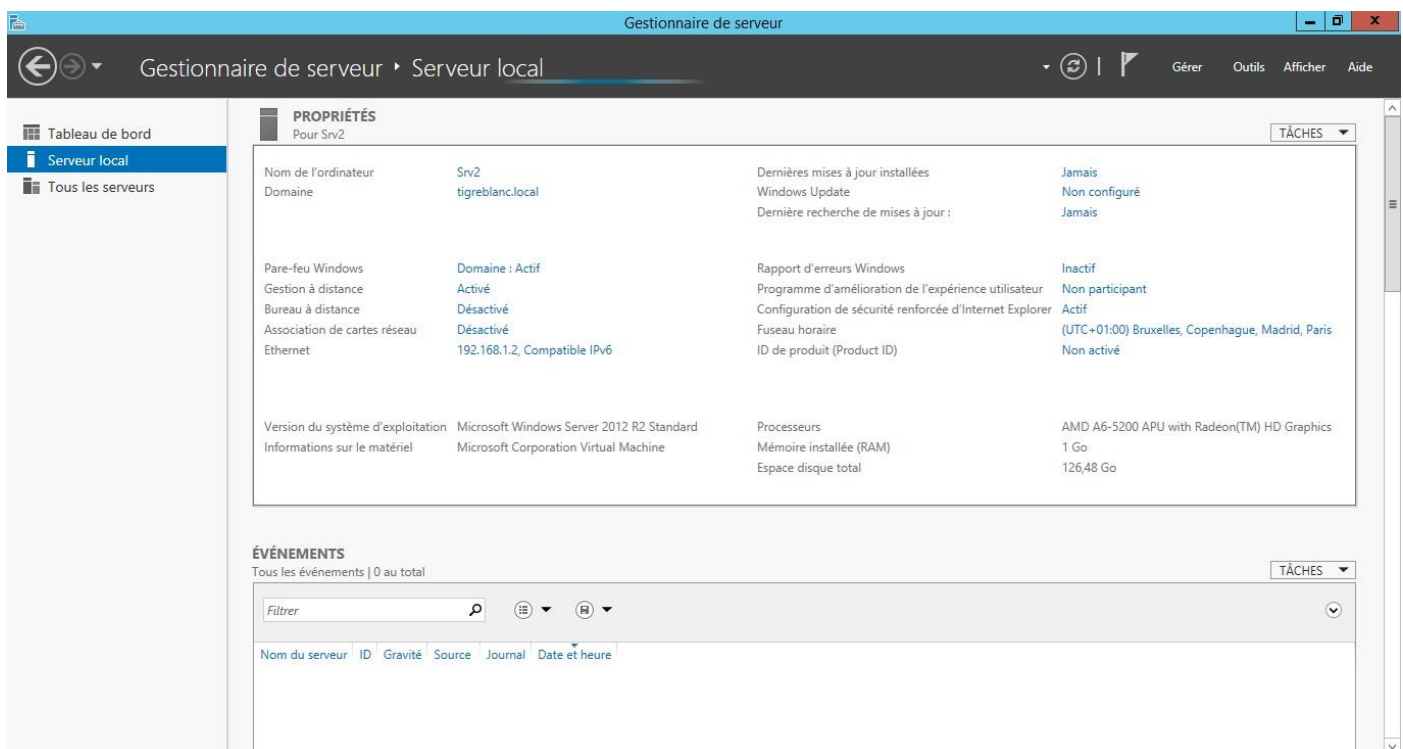 Gestionnaire de serveur
Gestionnaire de serveur ‣ Serveur local
Gérer Outils Afficher Aide
Tableau de bord
Serveur local
Tous les serveurs
PROPRIÉTÉS
Pour Srv2
TÂCHES
Nom de l'ordinateur Srv2 Dernières mises à jour installées Jamais
Domaine tigreblanc.local Windows Update Non configuré
Dernière recherche de mises à jour : Jamais
Pare-feu Windows Domaine : Actif Rapport d'erreurs Windows Inactif
Gestion à distance Activé Programme d'amélioration de l'expérience utilisateur Non participant
Bureau à distance Désactivé Configuration de sécurité renforcée d'Internet Explorer Actif
Association de cartes réseau Désactivé Fuseau horaire (UTC+01:00) Bruxelles, Copenhague, Madrid, Paris
Ethernet 192.168.1.2, Compatible IPv6 ID de produit (Product ID) Non activé
Version du système d'exploitation Microsoft Windows Server 2012 R2 Standard Processeurs AMD A6-5200 APU with Radeon(TM) HD Graphics
Informations sur le matériel Microsoft Corporation Virtual Machine Mémoire installée (RAM) 1 Go
Espace disque total 126,48 Go
ÉVÉNEMENTS
Tous les événements | 0 au total
TÂCHES
Filtrer
Nom du serveur ID Gravité Source Journal Date et heure